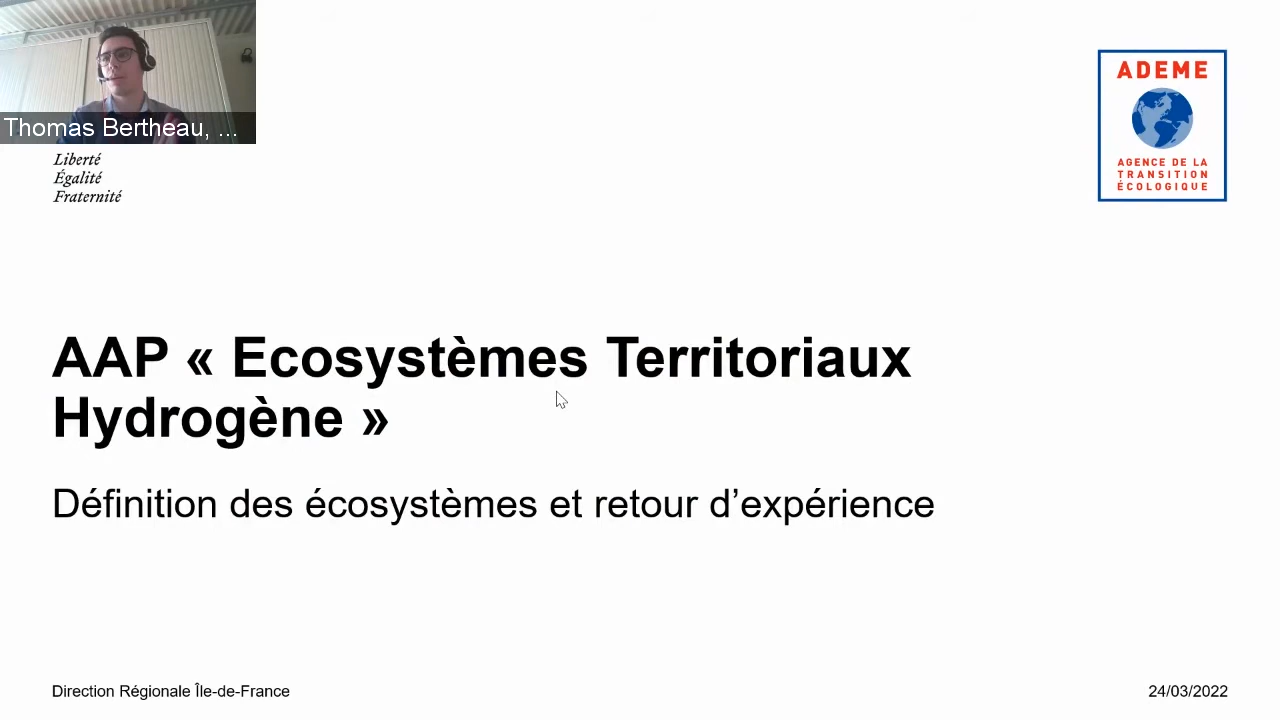 Thomas Bertheau, ...
Liberté
Égalité
Fraternité
ADEME
AGENCE DE LA
TRANSITION
ÉCOLOGIQUE
AAP « Ecosystèmes Territoriaux
Hydrogène »
Définition des écosystèmes et retour d’expérience
Direction Régionale Île-de-France
24/03/2022